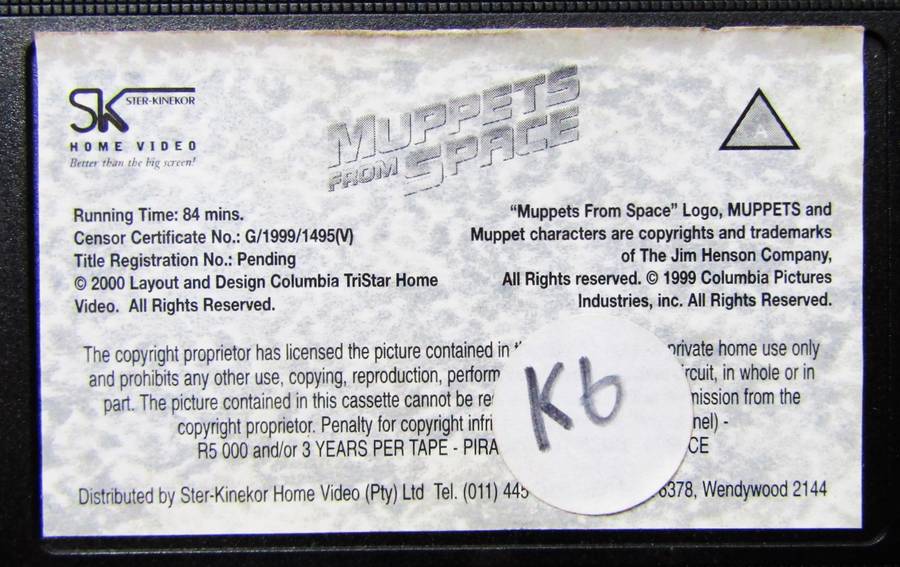 SK STER-KINEKOR
HOME VIDEO
Better than the big screen!
MUPPETS
FROM SPACE
A
Running Time: 84 mins.
Censor Certificate No.: G/1999/1495(V)
Title Registration No.: Pending
© 2000 Layout and Design Columbia TriStar Home
Video. All Rights Reserved.
"Muppets From Space" Logo, MUPPETS and
Muppet characters are copyrights and trademarks
of The Jim Henson Company,
All Rights reserved. © 1999 Columbia Pictures
Industries, inc. All Rights Reserved.
The copyright proprietor has licensed the picture contained in private home use only
and prohibits any other use, copying, reproduction, perform rcuit, in whole or in
part. The picture contained in this cassette cannot be re mission from the
copyright proprietor. Penalty for copyright infri nel) -
R5 000 and/or 3 YEARS PER TAPE - PIRA CE
Distributed by Ster-Kinekor Home Video (Pty) Ltd Tel. (011) 445 6378, Wendywood 2144
K6